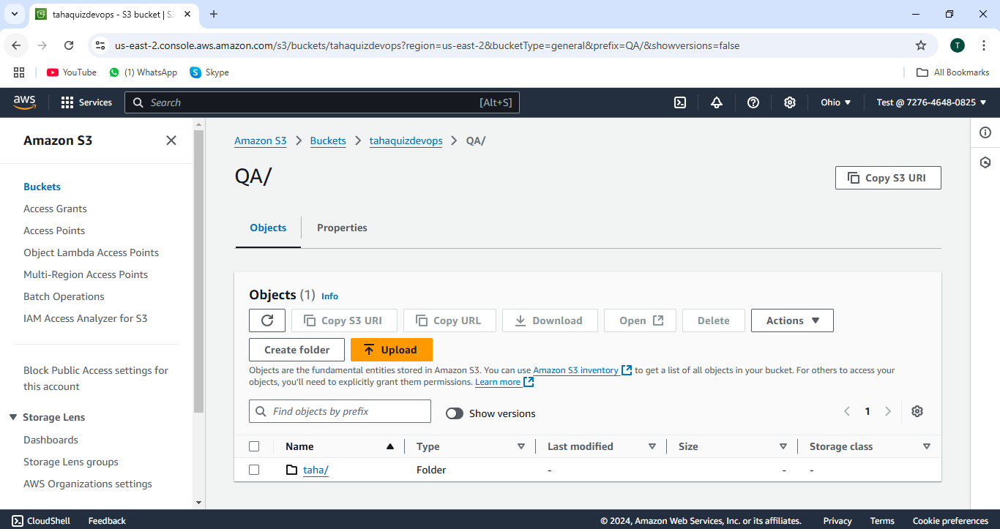 tahaquizdevops - S3 bucket | S3
us-east-2.console.aws.amazon.com/s3/buckets/tahaquizdevops?region=us-east-2&bucketType=general&prefix=QA/&showversions=false
T
YouTube
(1) WhatsApp
Skype
All Bookmarks
aws
Services
Search
[Alt+S]
Ohio
Test @ 7276-4648-0825
Amazon S3
Buckets
Access Grants
Access Points
Object Lambda Access Points
Multi-Region Access Points
Batch Operations
IAM Access Analyzer for S3
Block Public Access settings for
this account
Storage Lens
Dashboards
Storage Lens groups
AWS Organizations settings
Amazon S3 > Buckets > tahaquizdevops > QA/
QA/
Copy S3 URI
Objects
Properties
Objects (1) Info
Copy S3 URI
Copy URL
Download
Open
Delete
Actions
Create folder
Upload
Objects are the fundamental entities stored in Amazon S3. You can use Amazon S3 inventory to get a list of all objects in your bucket. For others to access your
objects, you'll need to explicitly grant them permissions. Learn more
Find objects by prefix
Show versions
1
Name Type Last modified Size Storage class
taha/ Folder - - -
CloudShell
Feedback
© 2024, Amazon Web Services, Inc. or its affiliates.
Privacy
Terms
Cookie preferences